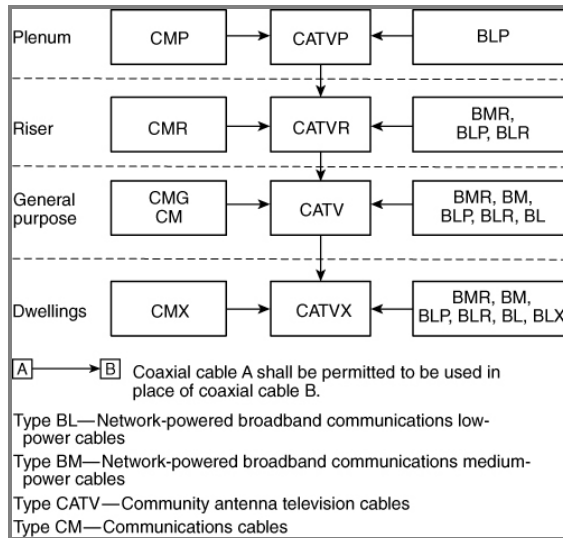 Plenum CMP CATVP BLP
Riser CMR CATVR BMR,
BLP, BLR
General
purpose CMG
CM CATV BMR, BM,
BLP, BLR, BL
Dwellings CMX CATVX BMR, BM,
BLP, BLR, BL, BLX
A B Coaxial cable A shall be permitted to be used in
place of coaxial cable B.
Type BL—Network-powered broadband communications low-
power cables
Type BM—Network-powered broadband communications medium-
power cables
Type CATV—Community antenna television cables
Type CM—Communications cables